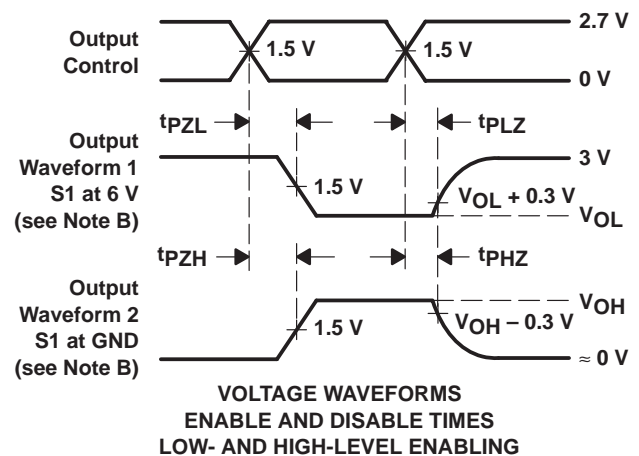 Output
Control
1.5 V
1.5 V
2.7 V
0 V
tPZL
tPLZ
Output
Waveform 1
S1 at 6 V
(see Note B)
1.5 V
3 V
VOL + 0.3 V
VOL
tPZH
tPHZ
Output
Waveform 2
S1 at GND
(see Note B)
1.5 V
VOH
VOH – 0.3 V
≈ 0 V
VOLTAGE WAVEFORMS
ENABLE AND DISABLE TIMES
LOW- AND HIGH-LEVEL ENABLING